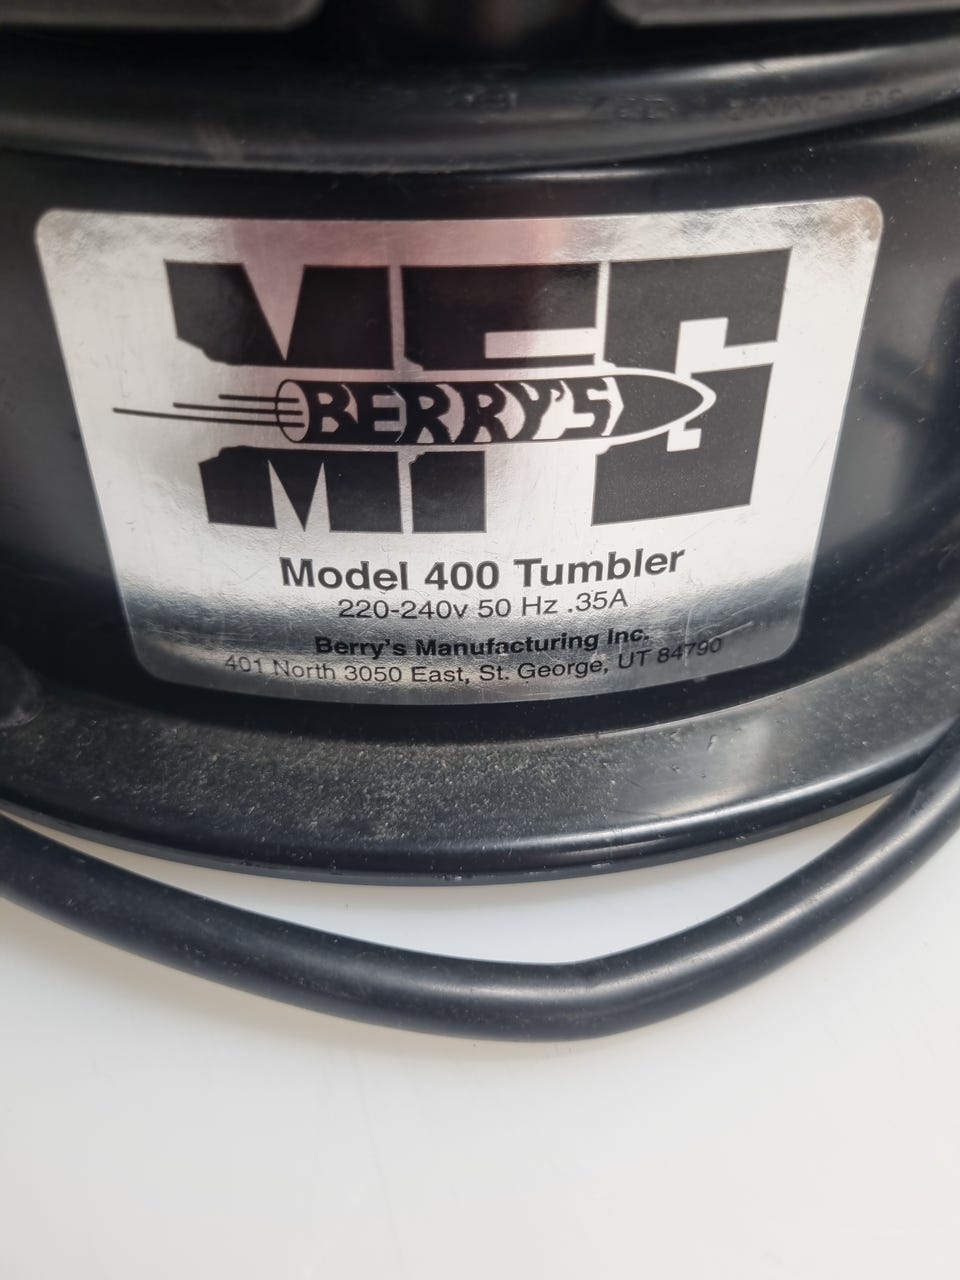 MFG
BERRY'S
Model 400 Tumbler
220-240v 50 Hz .35A
Berry's Manufacturing Inc.
401 North 3050 East, St. George, UT 84790